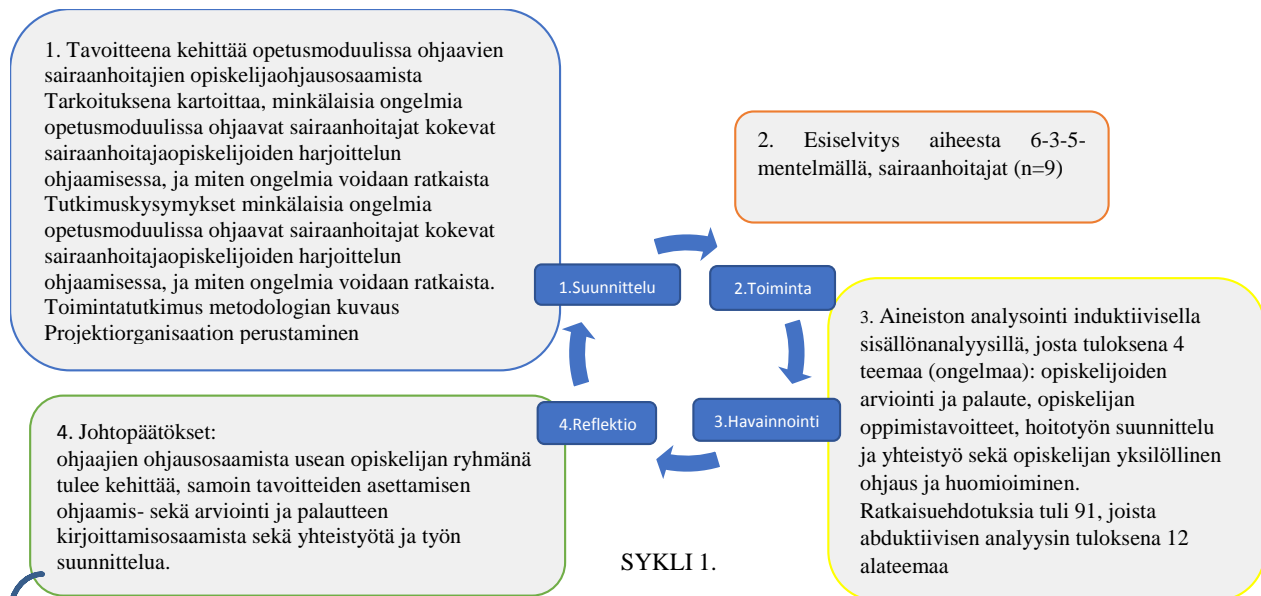 1. Tavoitteena kehittää opetusmoduulissa ohjaavien
sairaanhoitajien opiskelijaohjausosaamista
Tarkoituksena kartoittaa, minkälaisia ongelmia
opetusmoduulissa ohjaavat sairaanhoitajat kokevat
sairaanhoitajaopiskelijoiden harjoittelun
ohjaamisessa, ja miten ongelmia voidaan ratkaista
Tutkimuskysymykset minkälaisia ongelmia
opetusmoduulissa ohjaavat sairaanhoitajat kokevat
sairaanhoitajaopiskelijoiden harjoittelun
ohjaamisessa, ja miten ongelmia voidaan ratkaista.
Toimintatutkimus metodologian kuvaus
Projektiorganisaation perustaminen
2. Esiselvitys aiheesta 6-3-5-
mentelmällä, sairaanhoitajat (n=9)
1.Suunnittelu
2.Toiminta
3. Aineiston analysointi induktiivisella
sisällönanalyysillä, josta tuloksena 4
teemaa (ongelmaa): opiskelijoiden
arviointi ja palaute, opiskelijan
oppimistavoitteet, hoitotyön suunnittelu
ja yhteistyö sekä opiskelijan yksilöllinen
ohjaus ja huomioiminen.
Ratkaisuehdotuksia tuli 91, joista
abduktiivisen analyysin tuloksena 12
alateemaa
3.Havainnointi
4.Reflektio
4. Johtopäätökset:
ohjaajien ohjausosaamista usean opiskelijan ryhmänä
tulee kehittää, samoin tavoitteiden asettamisen
ohjaamis- sekä arviointi ja palautteen
kirjoittamisosaamista sekä yhteistyötä ja työn
suunnittelua.
SYKLI 1.